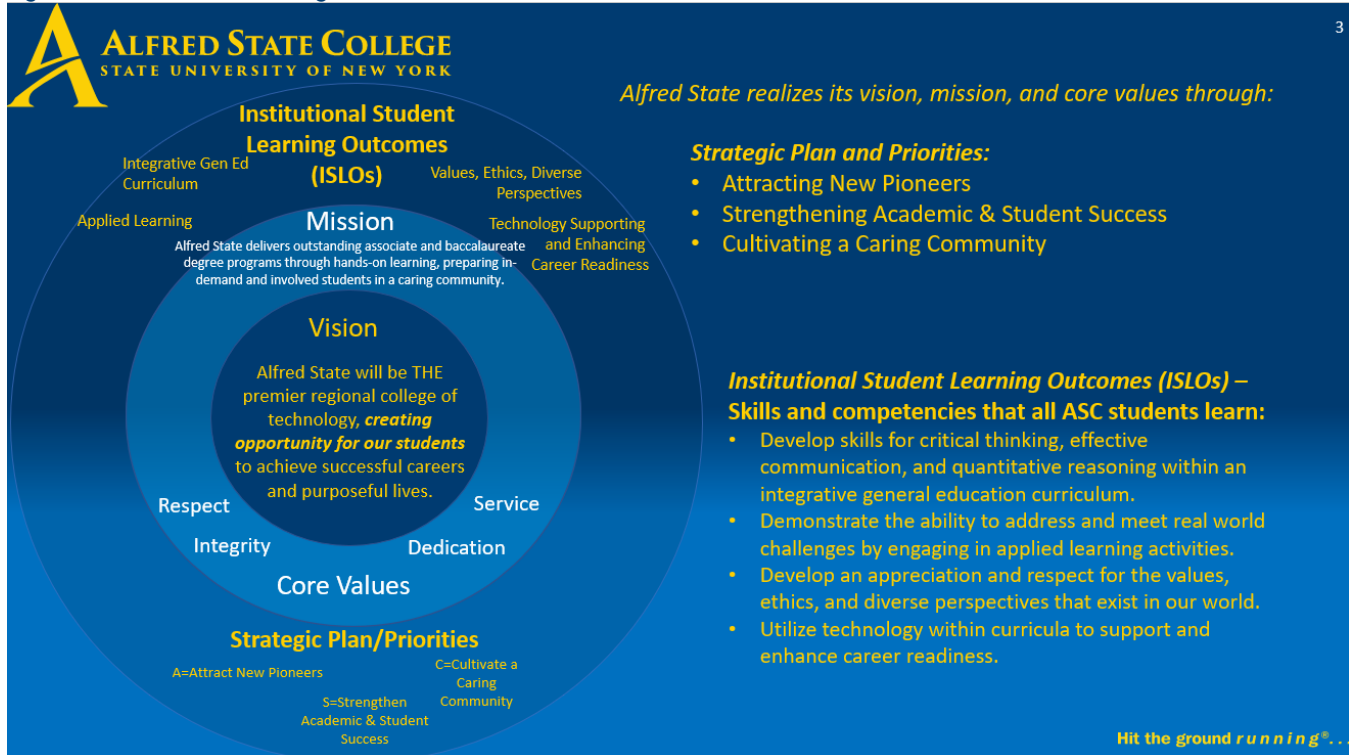 3
ALFRED STATE COLLEGE
STATE UNIVERSITY OF NEW YORK
Institutional Student
Learning Outcomes
(ISLOs)
Integrative Gen Ed
Curriculum
Applied Learning
Values, Ethics, Diverse
Perspectives
Technology Supporting
and Enhancing
Career Readiness
Mission
Alfred State delivers outstanding associate and baccalaureate
degree programs through hands-on learning, preparing in-
demand and involved students in a caring community.
Vision
Alfred State will be THE
premier regional college of
technology, creating
opportunity for our students
to achieve successful careers
and purposeful lives.
Respect
Integrity
Dedication
Service
Core Values
Strategic Plan/Priorities
A=Attract New Pioneers
S=Strengthen
Academic & Student
Success
C=Cultivate a
Caring
Community
Alfred State realizes its vision, mission, and core values through:
Strategic Plan and Priorities:
• Attracting New Pioneers
• Strengthening Academic & Student Success
• Cultivating a Caring Community
Institutional Student Learning Outcomes (ISLOs) –
Skills and competencies that all ASC students learn:
• Develop skills for critical thinking, effective
communication, and quantitative reasoning within an
integrative general education curriculum.
• Demonstrate the ability to address and meet real world
challenges by engaging in applied learning activities.
• Develop an appreciation and respect for the values,
ethics, and diverse perspectives that exist in our world.
• Utilize technology within curricula to support and
enhance career readiness.
Hit the ground running®...